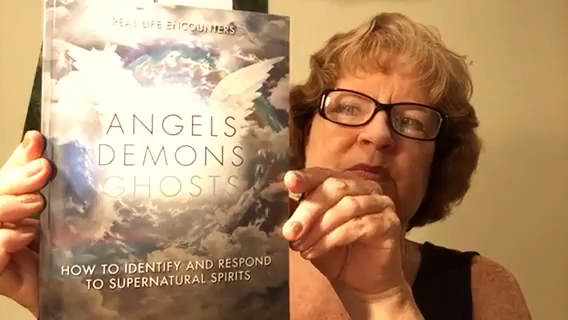 REAL LIFE ENCOUNTERS
ANGELS
DEMONS
GHOSTS
HOW TO IDENTIFY AND RESPOND
TO SUPERNATURAL SPIRITS